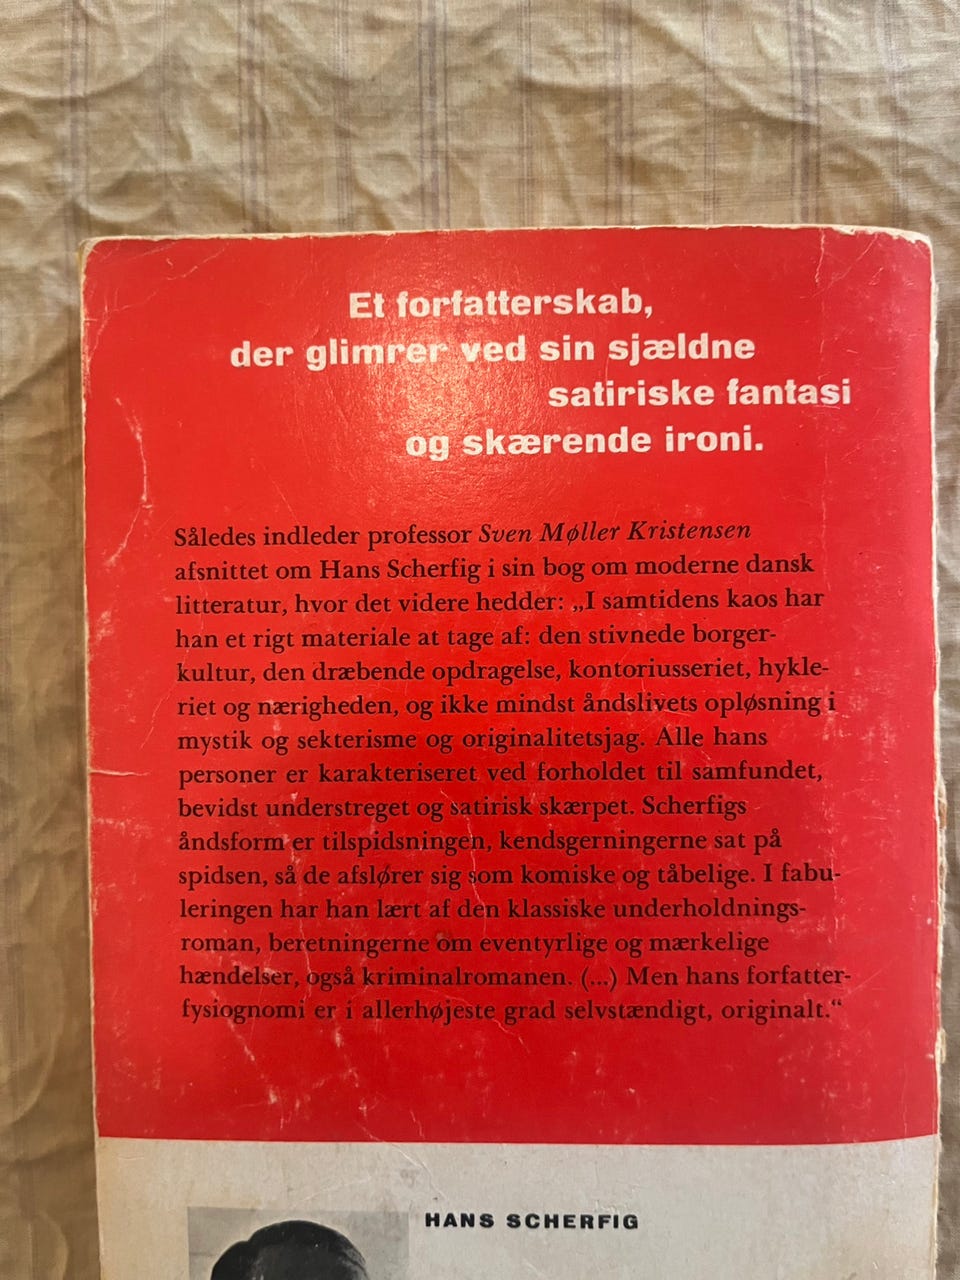 Et forfatterskab,
der glimrer ved sin sjældne
satiriske fantasi
og skærende ironi.
Således indleder professor Sven Møller Kristensen
afsnittet om Hans Scherfig i sin bog om moderne dansk
litteratur, hvor det videre hedder: „I samtidens kaos har
han et rigt materiale at tage af: den stivnede borger-
kultur, den dræbende opdragelse, kontoriusseriet, hykle-
riet og nærigheden, og ikke mindst åndslivets opløsning i
mystik og sekterisme og originalitetsjag. Alle hans
personer er karakteriseret ved forholdet til samfundet,
bevidst understreget og satirisk skærpet. Scherfigs
åndsform er tilspidsningen, kendsgerningerne sat på
spidsen, så de afslører sig som komiske og tåbelige. I fabu-
leringen har han lært af den klassiske underholdnings-
roman, beretningerne om eventyrlige og mærkelige
hændelser, også kriminalromanen. (...) Men hans forfatter-
fysiognomi er i allerhøjeste grad selvstændigt, originalt.“
HANS SCHERFIG